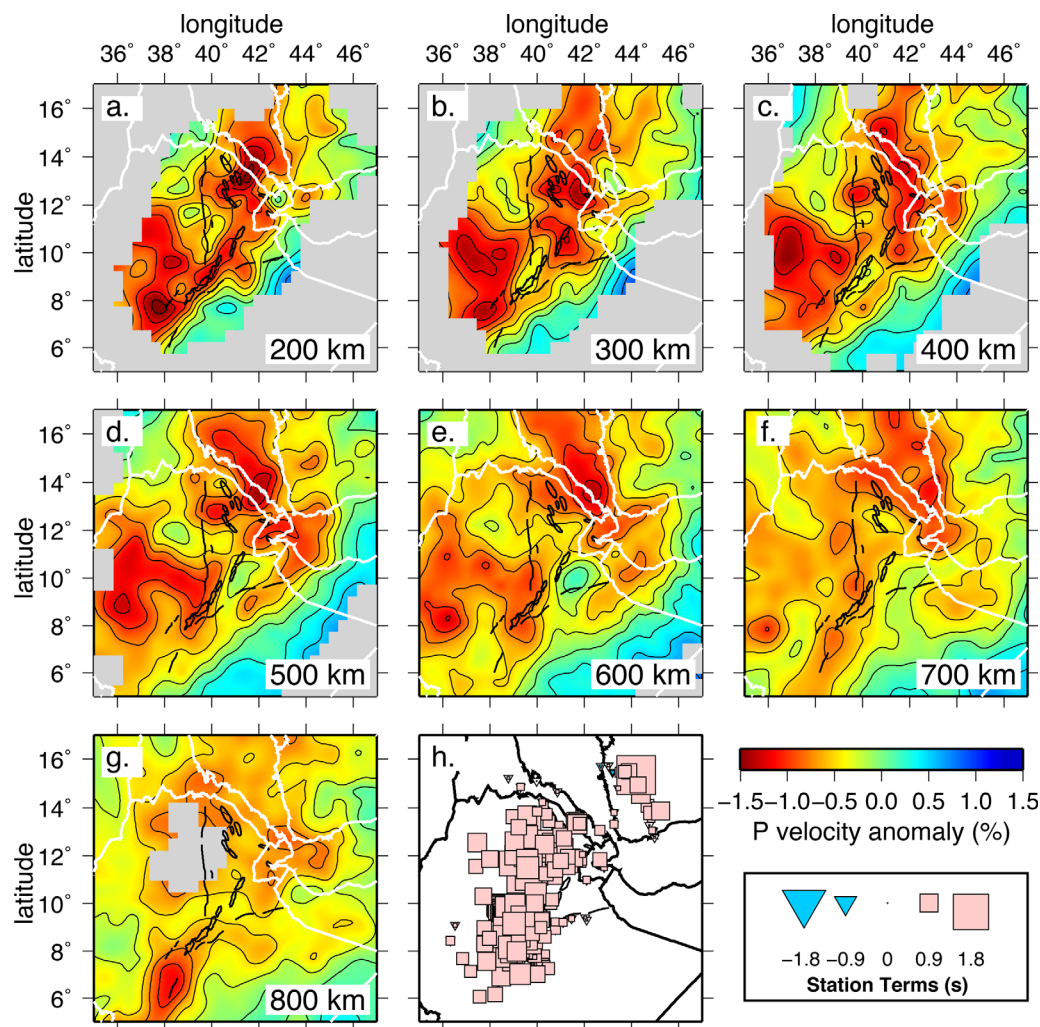 longitude longitude longitude
36° 38° 40° 42° 44° 46° 36° 38° 40° 42° 44° 46° 36° 38° 40° 42° 44° 46°
a. b. c.
16°
14°
12°
10°
8°
6°
latitude
200 km 300 km 400 km
d. e. f.
16°
14°
12°
10°
8°
6°
latitude
500 km 600 km 700 km
g. h.
16°
14°
12°
10°
8°
6°
latitude
800 km
−1.5 −1.0 −0.5 0.0 0.5 1.0 1.5
P velocity anomaly (%)
−1.8 −0.9 0 0.9 1.8
Station Terms (s)